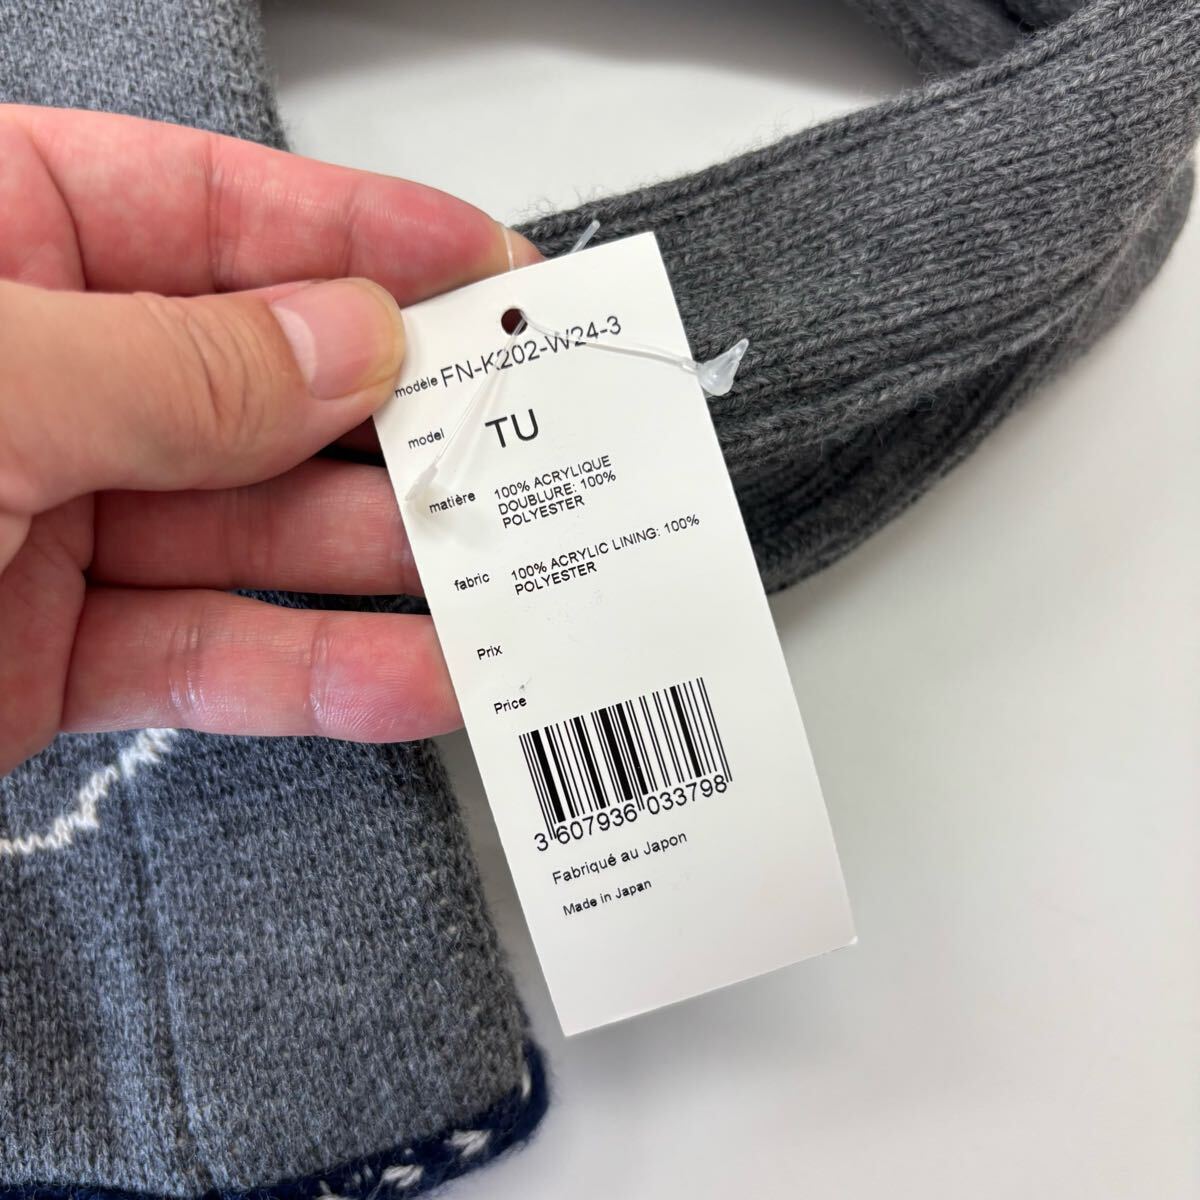 modèle FN-K202-W24-3
model TU
matière 100% ACRYLIQUE
DOUBLURE: 100%
POLYESTER
fabric 100% ACRYLIC LINING: 100%
POLYESTER
Prix
Price
3 607936 033798
Fabriqué au Japon
Made in Japan